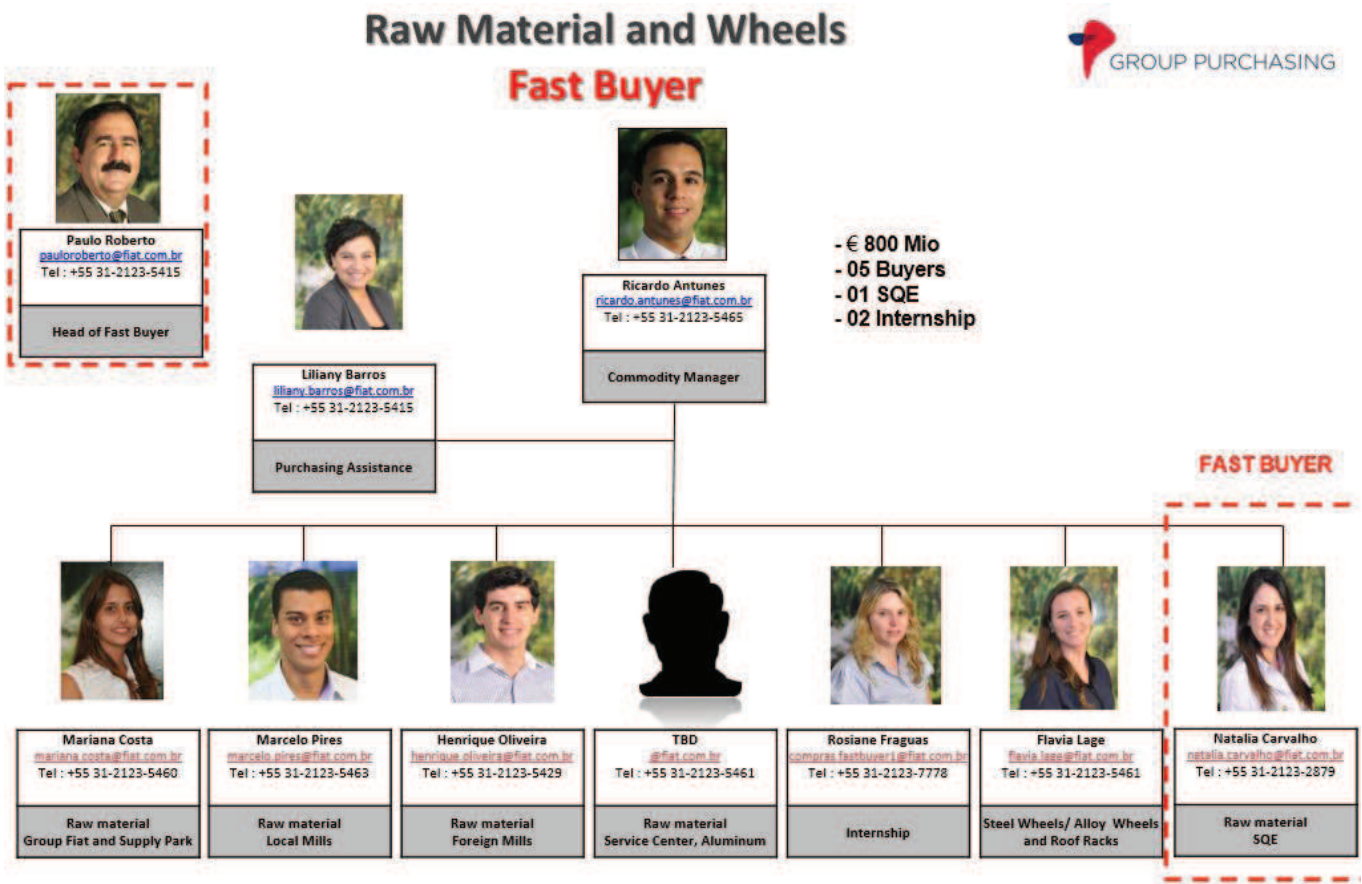 Raw Material and Wheels
Fast Buyer
GROUP PURCHASING
Paulo Roberto
pauloroberto@fiat.com.br
Tel : +55 31-2123-5415
Head of Fast Buyer
Ricardo Antunes
ricardo.antunes@fiat.com.br
Tel : +55 31-2123-5465
Commodity Manager
- € 800 Mio
- 05 Buyers
- 01 SQE
- 02 Internship
Liliany Barros
liliany.barros@fiat.com.br
Tel : +55 31-2123-5415
Purchasing Assistance
FAST BUYER
Mariana Costa
mariana.costa@fiat.com.br
Tel : +55 31-2123-5460
Raw material
Group Fiat and Supply Park
Marcelo Pires
marcelo.pires@fiat.com.br
Tel : +55 31-2123-5463
Raw material
Local Mills
Henrique Oliveira
henrique.oliveira@fiat.com.br
Tel : +55 31-2123-5429
Raw material
Foreign Mills
TBD
@fiat.com.br
Tel : +55 31-2123-5461
Raw material
Service Center, Aluminum
Rosiane Fraguas
compras.fastbuyer1@fiat.com.br
Tel : +55 31-2123-7778
Internship
Flavia Lage
flavia.lage@fiat.com.br
Tel : +55 31-2123-5461
Steel Wheels/ Alloy Wheels
and Roof Racks
Natalia Carvalho
natalia.carvalho@fiat.com.br
Tel : +55 31-2123-2879
Raw material
SQE